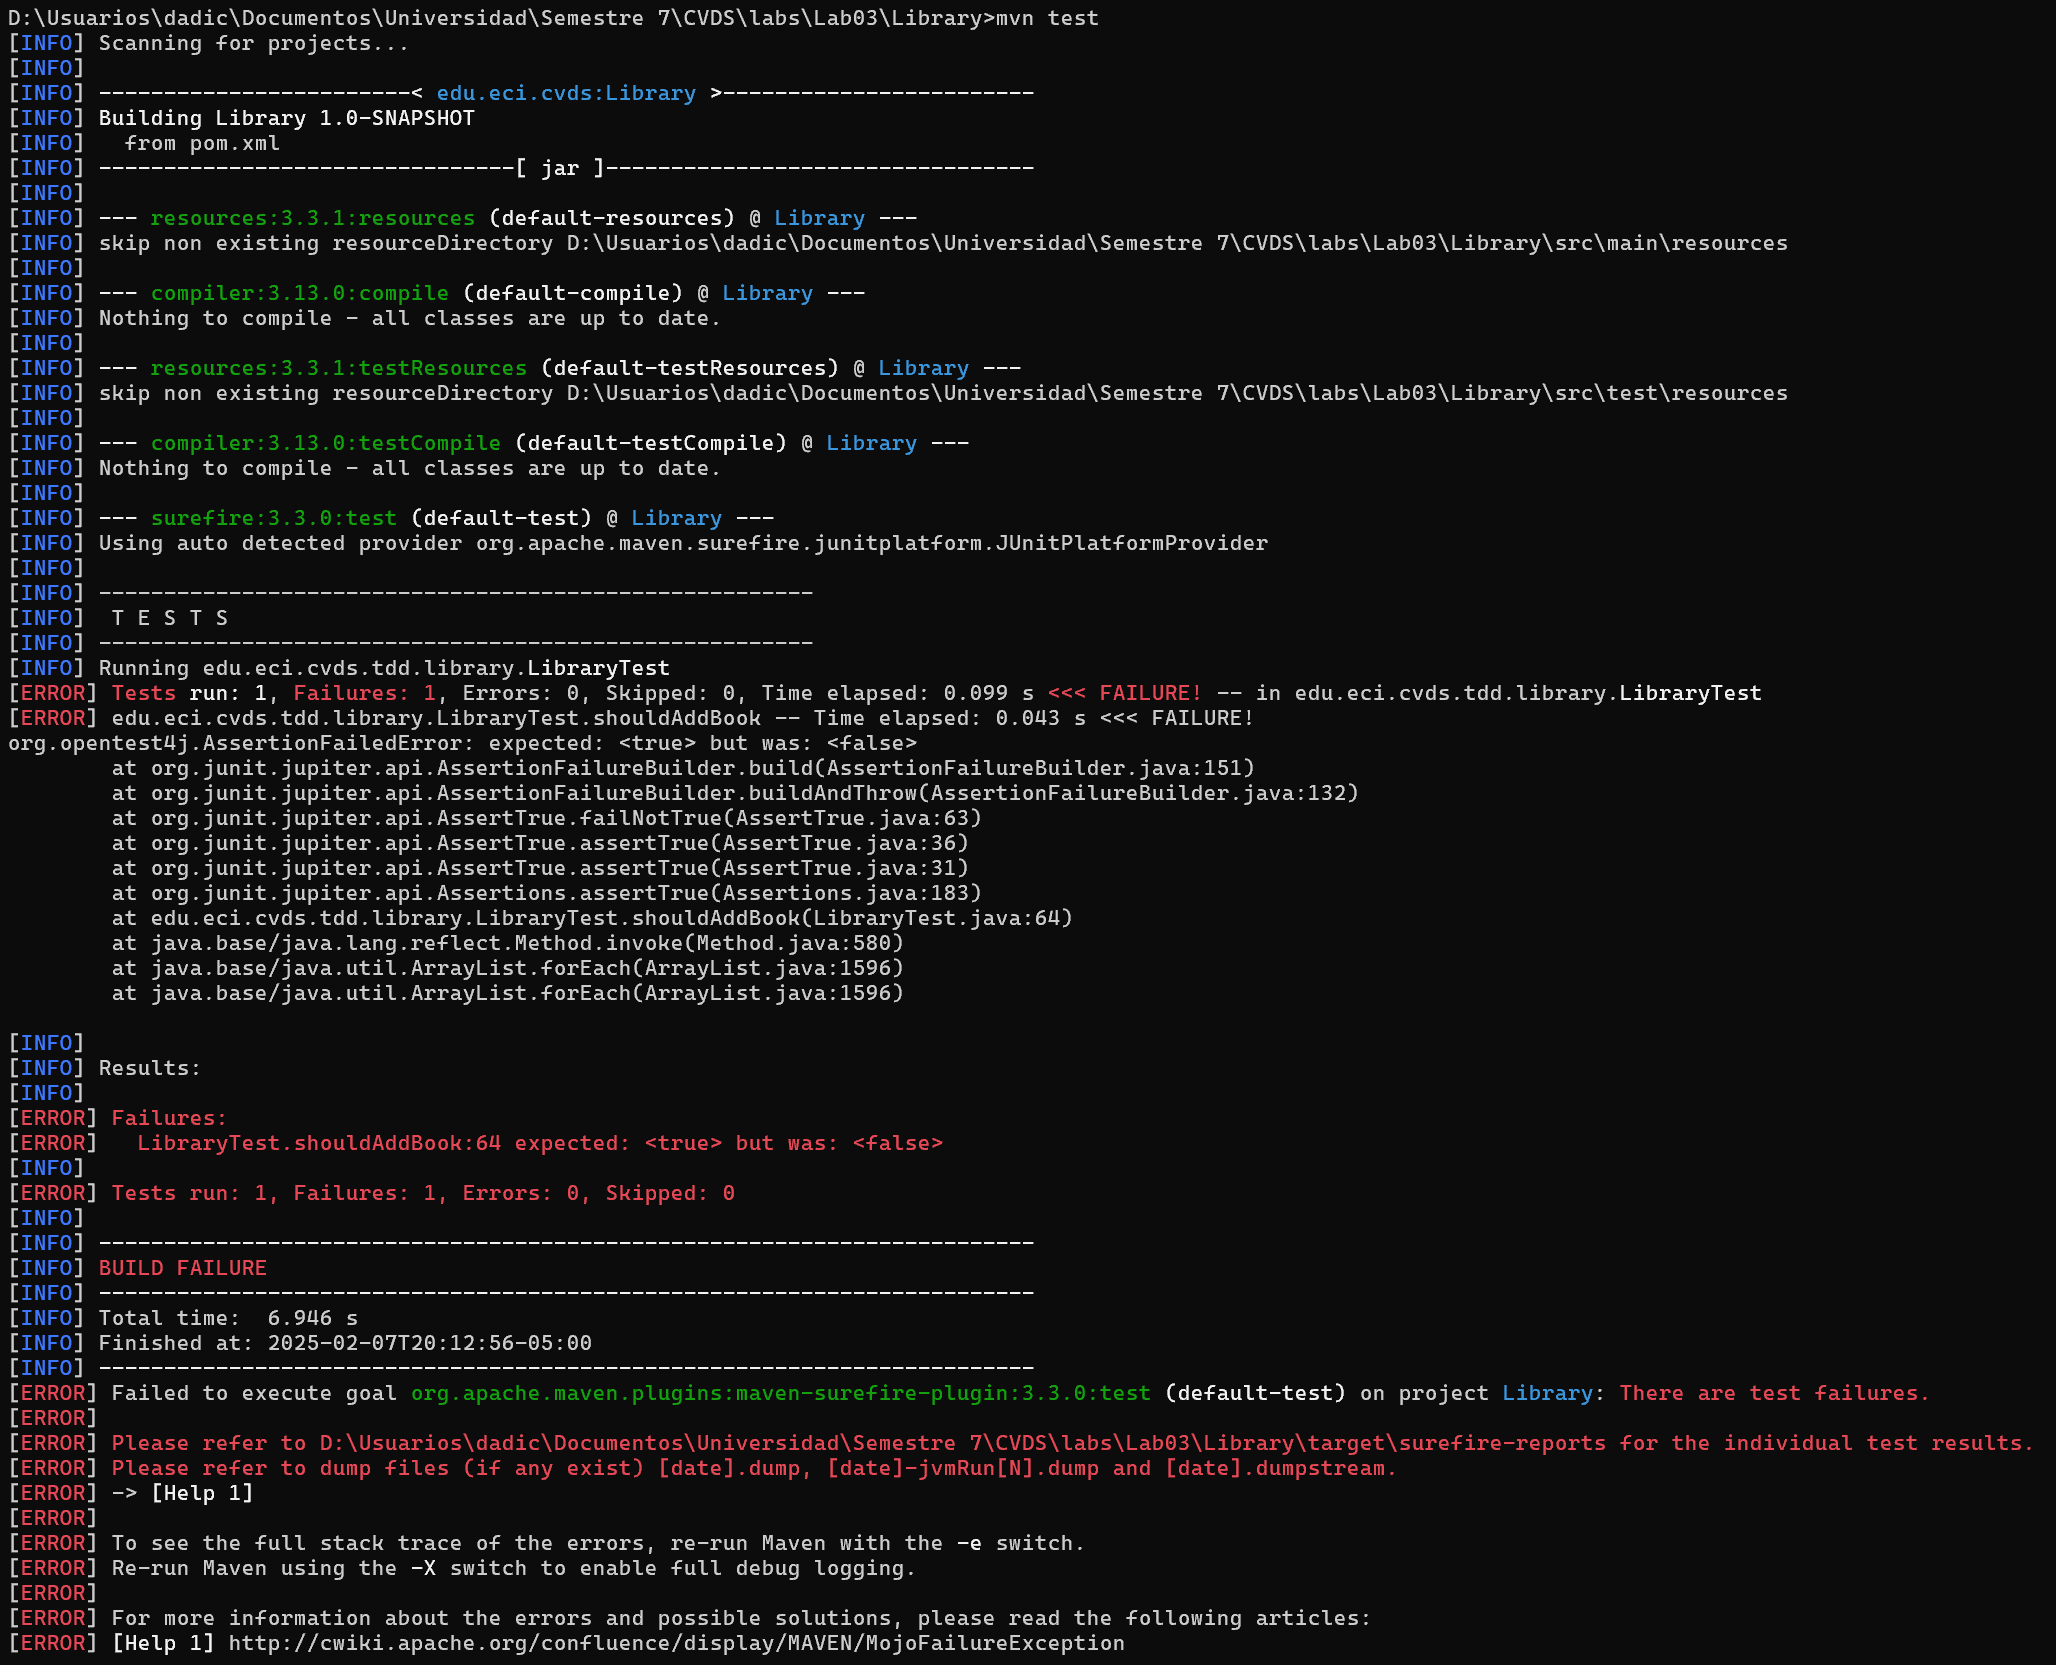 D:\Usuarios\dadic\Documentos\Universidad\Semestre 7\CVDS\labs\Lab03\Library>mvn test
[INFO] Scanning for projects...
[INFO]
[INFO] ------------------------< edu.eci.cvds:Library >------------------------
[INFO] Building Library 1.0-SNAPSHOT
[INFO]   from pom.xml
[INFO] --------------------------------[ jar ]---------------------------------
[INFO]
[INFO] --- resources:3.3.1:resources (default-resources) @ Library ---
[INFO] skip non existing resourceDirectory D:\Usuarios\dadic\Documentos\Universidad\Semestre 7\CVDS\labs\Lab03\Library\src\main\resources
[INFO]
[INFO] --- compiler:3.13.0:compile (default-compile) @ Library ---
[INFO] Nothing to compile - all classes are up to date.
[INFO]
[INFO] --- resources:3.3.1:testResources (default-testResources) @ Library ---
[INFO] skip non existing resourceDirectory D:\Usuarios\dadic\Documentos\Universidad\Semestre 7\CVDS\labs\Lab03\Library\src\test\resources
[INFO]
[INFO] --- compiler:3.13.0:testCompile (default-testCompile) @ Library ---
[INFO] Nothing to compile - all classes are up to date.
[INFO]
[INFO] --- surefire:3.3.0:test (default-test) @ Library ---
[INFO] Using auto detected provider org.apache.maven.surefire.junitplatform.JUnitPlatformProvider
[INFO]
[INFO] -------------------------------------------------------
[INFO]  T E S T S
[INFO] -------------------------------------------------------
[INFO] Running edu.eci.cvds.tdd.library.LibraryTest
[ERROR] Tests run: 1, Failures: 1, Errors: 0, Skipped: 0, Time elapsed: 0.099 s <<< FAILURE! -- in edu.eci.cvds.tdd.library.LibraryTest
[ERROR] edu.eci.cvds.tdd.library.LibraryTest.shouldAddBook -- Time elapsed: 0.043 s <<< FAILURE!
org.opentest4j.AssertionFailedError: expected: <true> but was: <false>
        at org.junit.jupiter.api.AssertionFailureBuilder.build(AssertionFailureBuilder.java:151)
        at org.junit.jupiter.api.AssertionFailureBuilder.buildAndThrow(AssertionFailureBuilder.java:132)
        at org.junit.jupiter.api.AssertTrue.failNotTrue(AssertTrue.java:63)
        at org.junit.jupiter.api.AssertTrue.assertTrue(AssertTrue.java:36)
        at org.junit.jupiter.api.AssertTrue.assertTrue(AssertTrue.java:31)
        at org.junit.jupiter.api.Assertions.assertTrue(Assertions.java:183)
        at edu.eci.cvds.tdd.library.LibraryTest.shouldAddBook(LibraryTest.java:64)
        at java.base/java.lang.reflect.Method.invoke(Method.java:580)
        at java.base/java.util.ArrayList.forEach(ArrayList.java:1596)
        at java.base/java.util.ArrayList.forEach(ArrayList.java:1596)

[INFO]
[INFO] Results:
[INFO]
[ERROR] Failures:
[ERROR]   LibraryTest.shouldAddBook:64 expected: <true> but was: <false>
[INFO]
[ERROR] Tests run: 1, Failures: 1, Errors: 0, Skipped: 0
[INFO]
[INFO] ------------------------------------------------------------------------
[INFO] BUILD FAILURE
[INFO] ------------------------------------------------------------------------
[INFO] Total time:  6.946 s
[INFO] Finished at: 2025-02-07T20:12:56-05:00
[INFO] ------------------------------------------------------------------------
[ERROR] Failed to execute goal org.apache.maven.plugins:maven-surefire-plugin:3.3.0:test (default-test) on project Library: There are test failures.
[ERROR]
[ERROR] Please refer to D:\Usuarios\dadic\Documentos\Universidad\Semestre 7\CVDS\labs\Lab03\Library\target\surefire-reports for the individual test results.
[ERROR] Please refer to dump files (if any exist) [date].dump, [date]-jvmRun[N].dump and [date].dumpstream.
[ERROR] -> [Help 1]
[ERROR]
[ERROR] To see the full stack trace of the errors, re-run Maven with the -e switch.
[ERROR] Re-run Maven using the -X switch to enable full debug logging.
[ERROR]
[ERROR] For more information about the errors and possible solutions, please read the following articles:
[ERROR] [Help 1] http://cwiki.apache.org/confluence/display/MAVEN/MojoFailureException